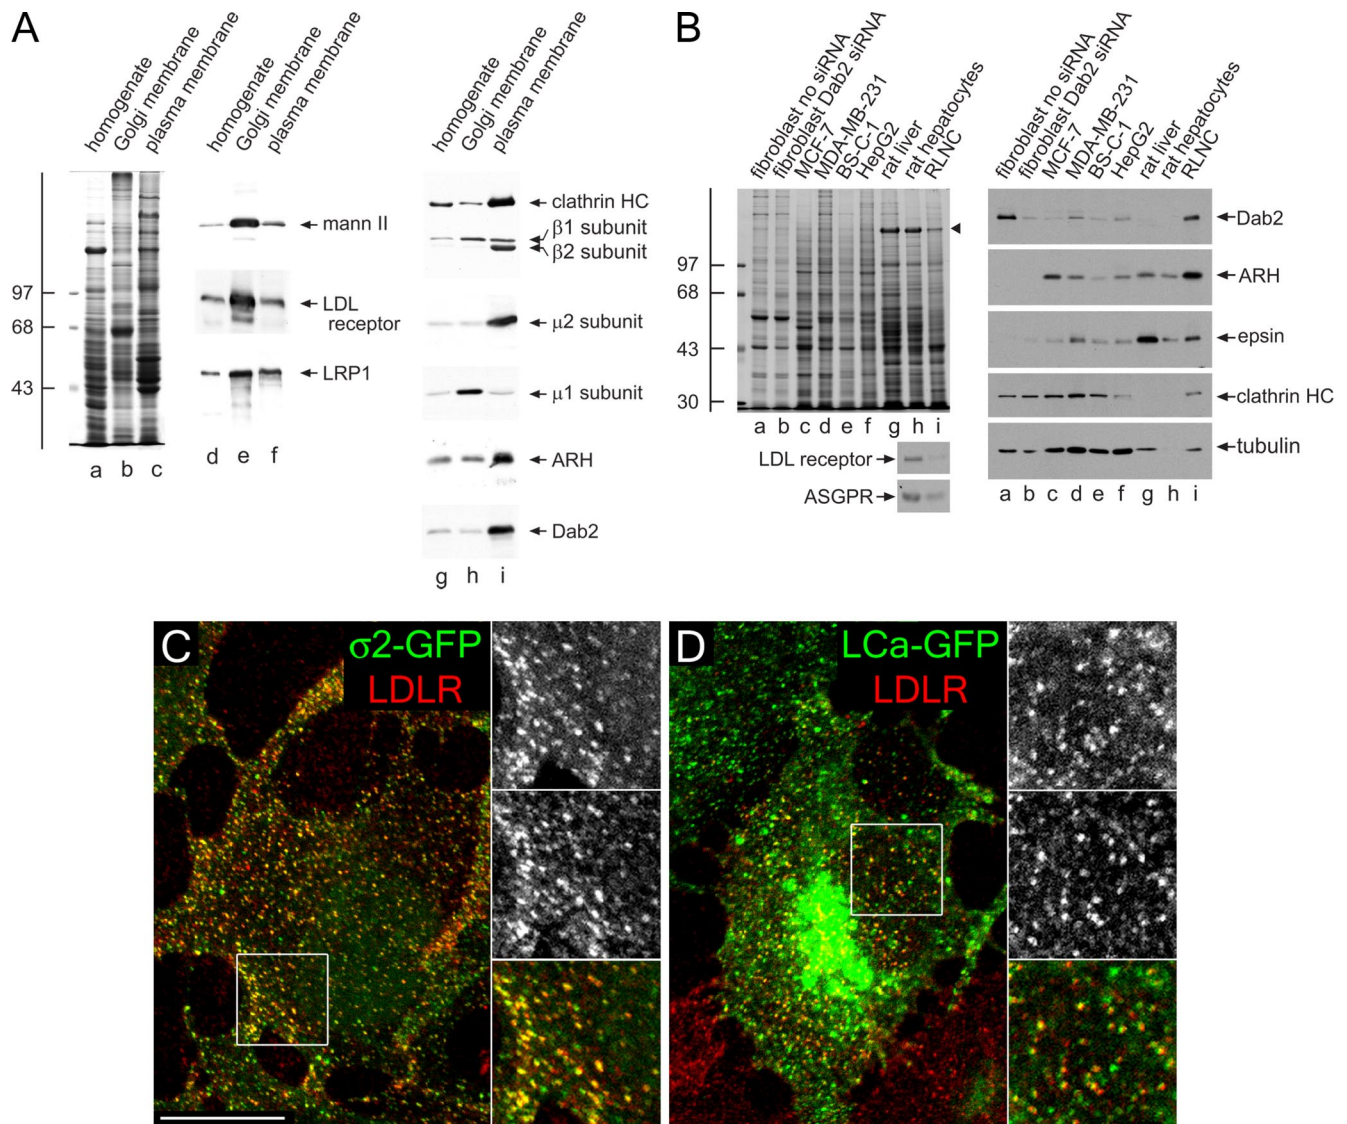 A
homogenate
Golgi membrane
plasma membrane
homogenate
Golgi membrane
plasma membrane
homogenate
Golgi membrane
plasma membrane
97
68
43
a b c
mann II
LDL
receptor
LRP1
d e f
clathrin HC
β1 subunit
β2 subunit
μ2 subunit
μ1 subunit
ARH
Dab2
g h i
B
fibroblast no siRNA
fibroblast Dab2 siRNA
MCF-7
MDA-MB-231
BS-C-1
HepG2
rat liver
rat hepatocytes
RLNC
97
68
43
30
a b c d e f g h i
LDL receptor
ASGPR
fibroblast no siRNA
fibroblast Dab2 siRNA
MCF-7
MDA-MB-231
BS-C-1
HepG2
rat liver
rat hepatocytes
RLNC
Dab2
ARH
epsin
clathrin HC
tubulin
a b c d e f g h i
C
σ2-GFP
LDLR
D
LCa-GFP
LDLR